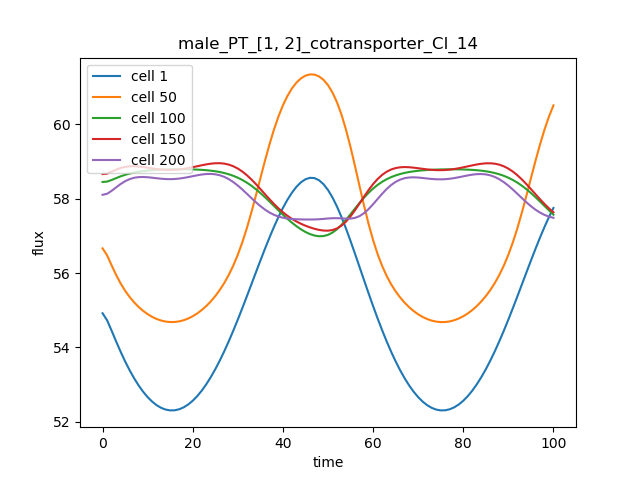 male_PT_[1, 2]_cotransporter_Cl_14
cell 1
cell 50
cell 100
cell 150
cell 200
flux
60
58
56
54
52
0 20 40 60 80 100
time